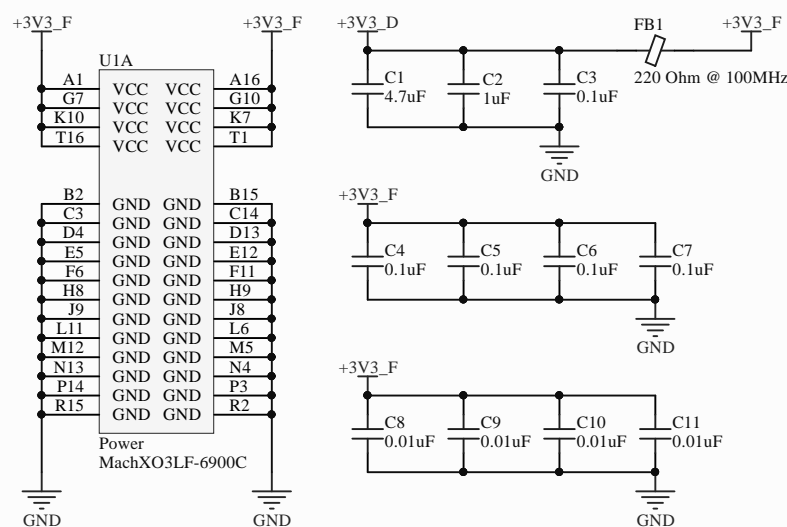 +3V3_F +3V3_F +3V3_D FB1 +3V3_F
220 Ohm @ 100MHz
U1A
A1 VCC VCC A16
G7 VCC VCC G10
K10 VCC VCC K7
T16 VCC VCC T1
B2 GND GND B15
C3 GND GND C14
D4 GND GND D13
E5 GND GND E12
F6 GND GND F11
H8 GND GND H9
J9 GND GND J8
L11 GND GND L6
M12 GND GND M5
N13 GND GND N4
P14 GND GND P3
R15 GND GND R2
Power
MachXO3LF-6900C
GND GND
C1 C2 C3
4.7uF 1uF 0.1uF
GND
+3V3_F
C4 C5 C6 C7
0.1uF 0.1uF 0.1uF 0.1uF
GND
+3V3_F
C8 C9 C10 C11
0.01uF 0.01uF 0.01uF 0.01uF
GND